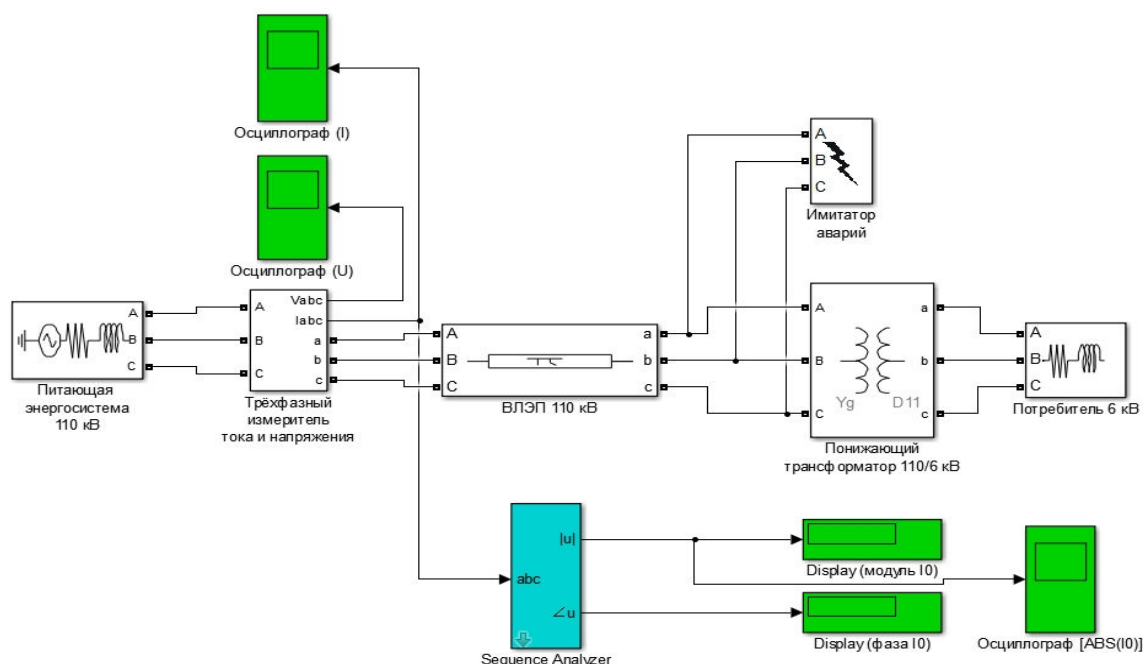 Осциллограф (I)
Осциллограф (U)
A
B
C
Имитатор
аварий
A
B
C
Питающая
энергосистема
110 кВ
A
B
C
Vabc
Iabc
a
b
c
Трёхфазный
измеритель
тока и напряжения
A
B
C
a
b
c
ВЛЭП 110 кВ
A
B
C
Yg
D11
a
b
c
Понижающий
трансформатор 110/6 кВ
A
B
C
Потребитель 6 кВ
abc
|u|
∠u
Sequence Analyzer
Display (модуль I0)
Display (фаза I0)
Осциллограф [ABS(I0)]